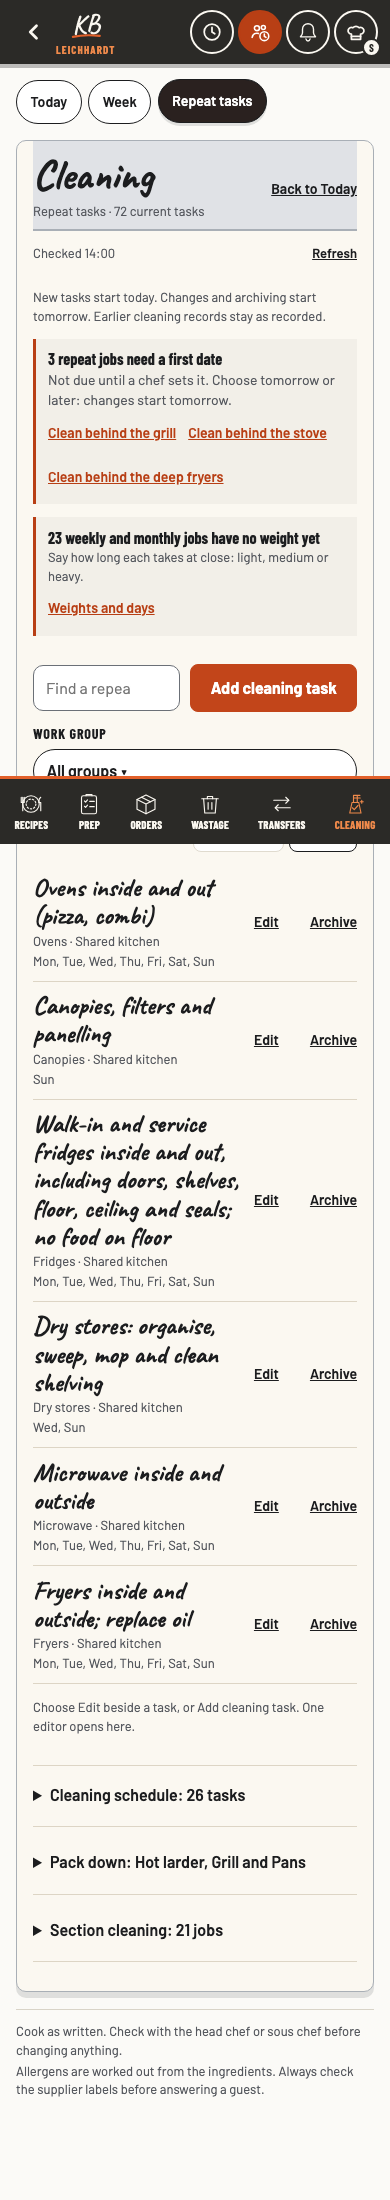 KB
LEICHHARDT
S
Today
Week
Repeat tasks
Cleaning
Back to Today
Repeat tasks · 72 current tasks
Checked 14:00
Refresh
New tasks start today. Changes and archiving start
tomorrow. Earlier cleaning records stay as recorded.
3 repeat jobs need a first date
Not due until a chef sets it. Choose tomorrow or
later: changes start tomorrow.
Clean behind the grill
Clean behind the stove
Clean behind the deep fryers
23 weekly and monthly jobs have no weight yet
Say how long each takes at close: light, medium or
heavy.
Weights and days
Find a repea
Add cleaning task
WORK GROUP
All groups ▾
RECIPES
PREP
ORDERS
WASTAGE
TRANSFERS
CLEANING
Ovens inside and out
(pizza, combi)
Edit
Archive
Ovens · Shared kitchen
Mon, Tue, Wed, Thu, Fri, Sat, Sun
Canopies, filters and
panelling
Edit
Archive
Canopies · Shared kitchen
Sun
Walk-in and service
fridges inside and out,
including doors, shelves,
floor, ceiling and seals;
no food on floor
Edit
Archive
Fridges · Shared kitchen
Mon, Tue, Wed, Thu, Fri, Sat, Sun
Dry stores: organise,
sweep, mop and clean
shelving
Edit
Archive
Dry stores · Shared kitchen
Wed, Sun
Microwave inside and
outside
Edit
Archive
Microwave · Shared kitchen
Mon, Tue, Wed, Thu, Fri, Sat, Sun
Fryers inside and
outside; replace oil
Edit
Archive
Fryers · Shared kitchen
Mon, Tue, Wed, Thu, Fri, Sat, Sun
Choose Edit beside a task, or Add cleaning task. One
editor opens here.
Cleaning schedule: 26 tasks
Pack down: Hot larder, Grill and Pans
Section cleaning: 21 jobs
Cook as written. Check with the head chef or sous chef before
changing anything.
Allergens are worked out from the ingredients. Always check
the supplier labels before answering a guest.